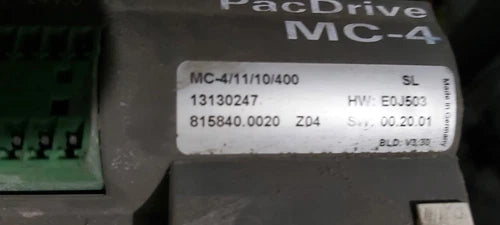 PacDrive
MC-4
MC-4/11/10/400 SL
13130247 HW: E0J503
815840.0020 Z04 SW: 00.20.01
BLD: V3.30
Made in Germany